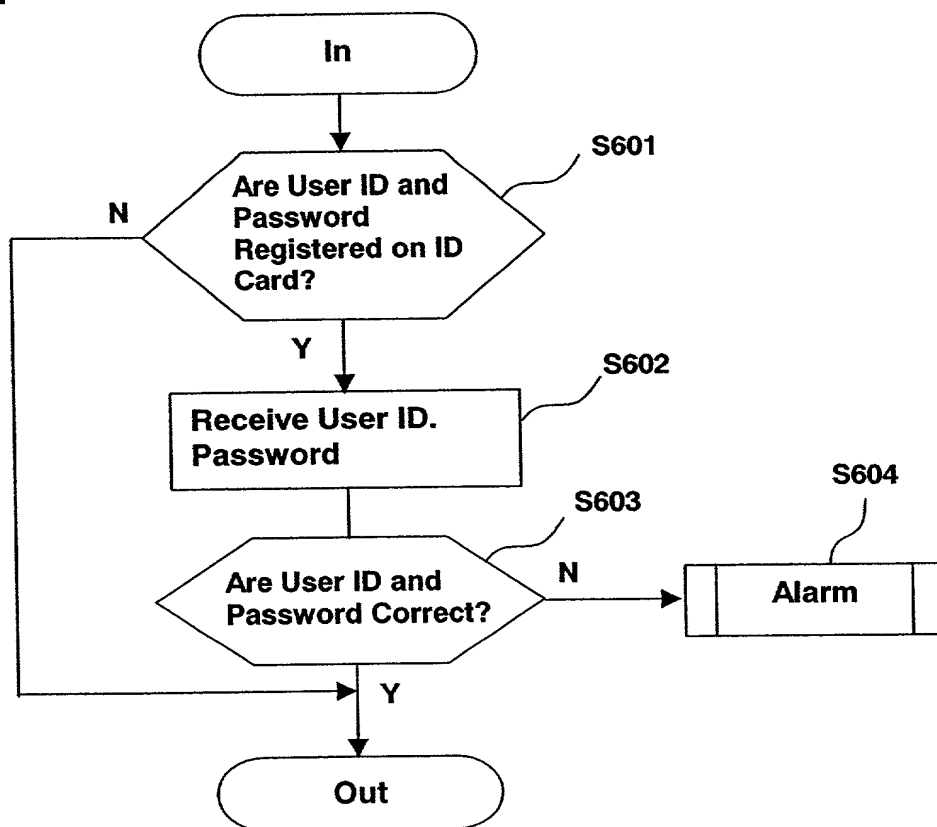 In
S601
Are User ID and
Password
Registered on ID
Card?
N
Y
S602
Receive User ID.
Password
S603
S604
Are User ID and
Password Correct?
N
Alarm
Y
Out